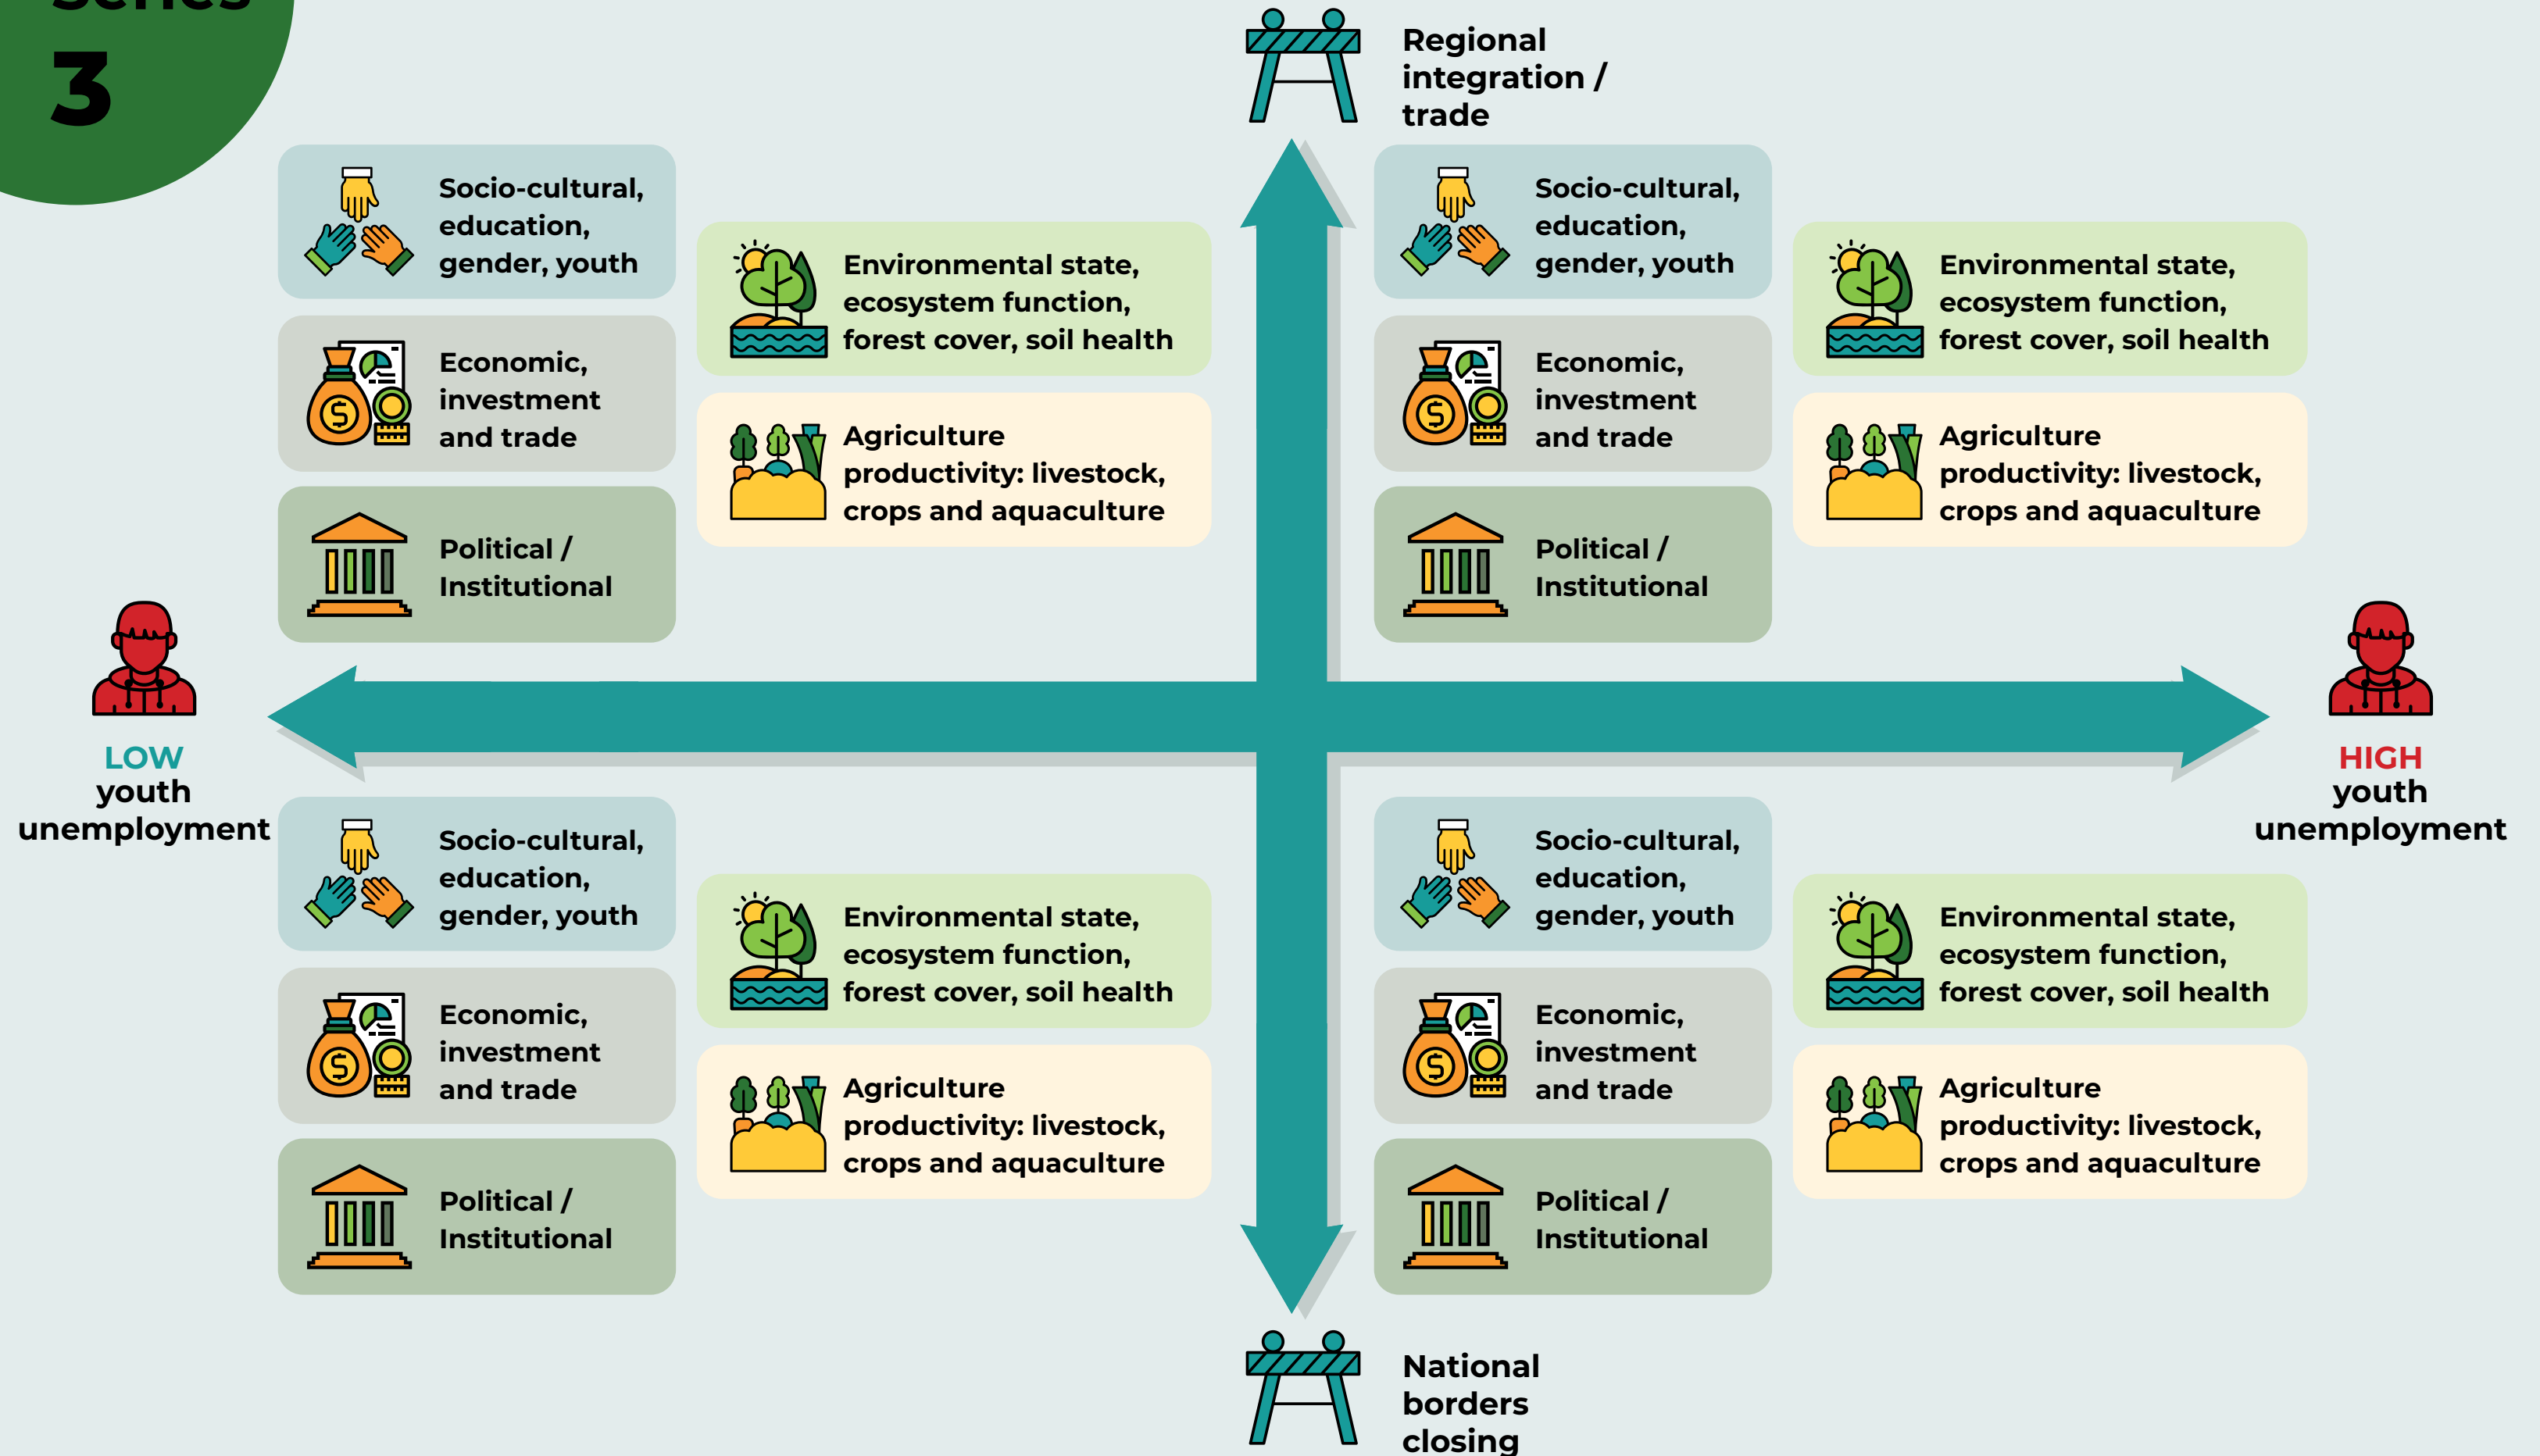 Series
3
Regional
integration /
trade
Socio-cultural,
education,
gender, youth
Economic,
investment
and trade
Political /
Institutional
Environmental state,
ecosystem function,
forest cover, soil health
Agriculture
productivity: livestock,
crops and aquaculture
Socio-cultural,
education,
gender, youth
Economic,
investment
and trade
Political /
Institutional
Environmental state,
ecosystem function,
forest cover, soil health
Agriculture
productivity: livestock,
crops and aquaculture
LOW
youth
unemployment
HIGH
youth
unemployment
Socio-cultural,
education,
gender, youth
Economic,
investment
and trade
Political /
Institutional
Environmental state,
ecosystem function,
forest cover, soil health
Agriculture
productivity: livestock,
crops and aquaculture
Socio-cultural,
education,
gender, youth
Economic,
investment
and trade
Political /
Institutional
Environmental state,
ecosystem function,
forest cover, soil health
Agriculture
productivity: livestock,
crops and aquaculture
National
borders
closing